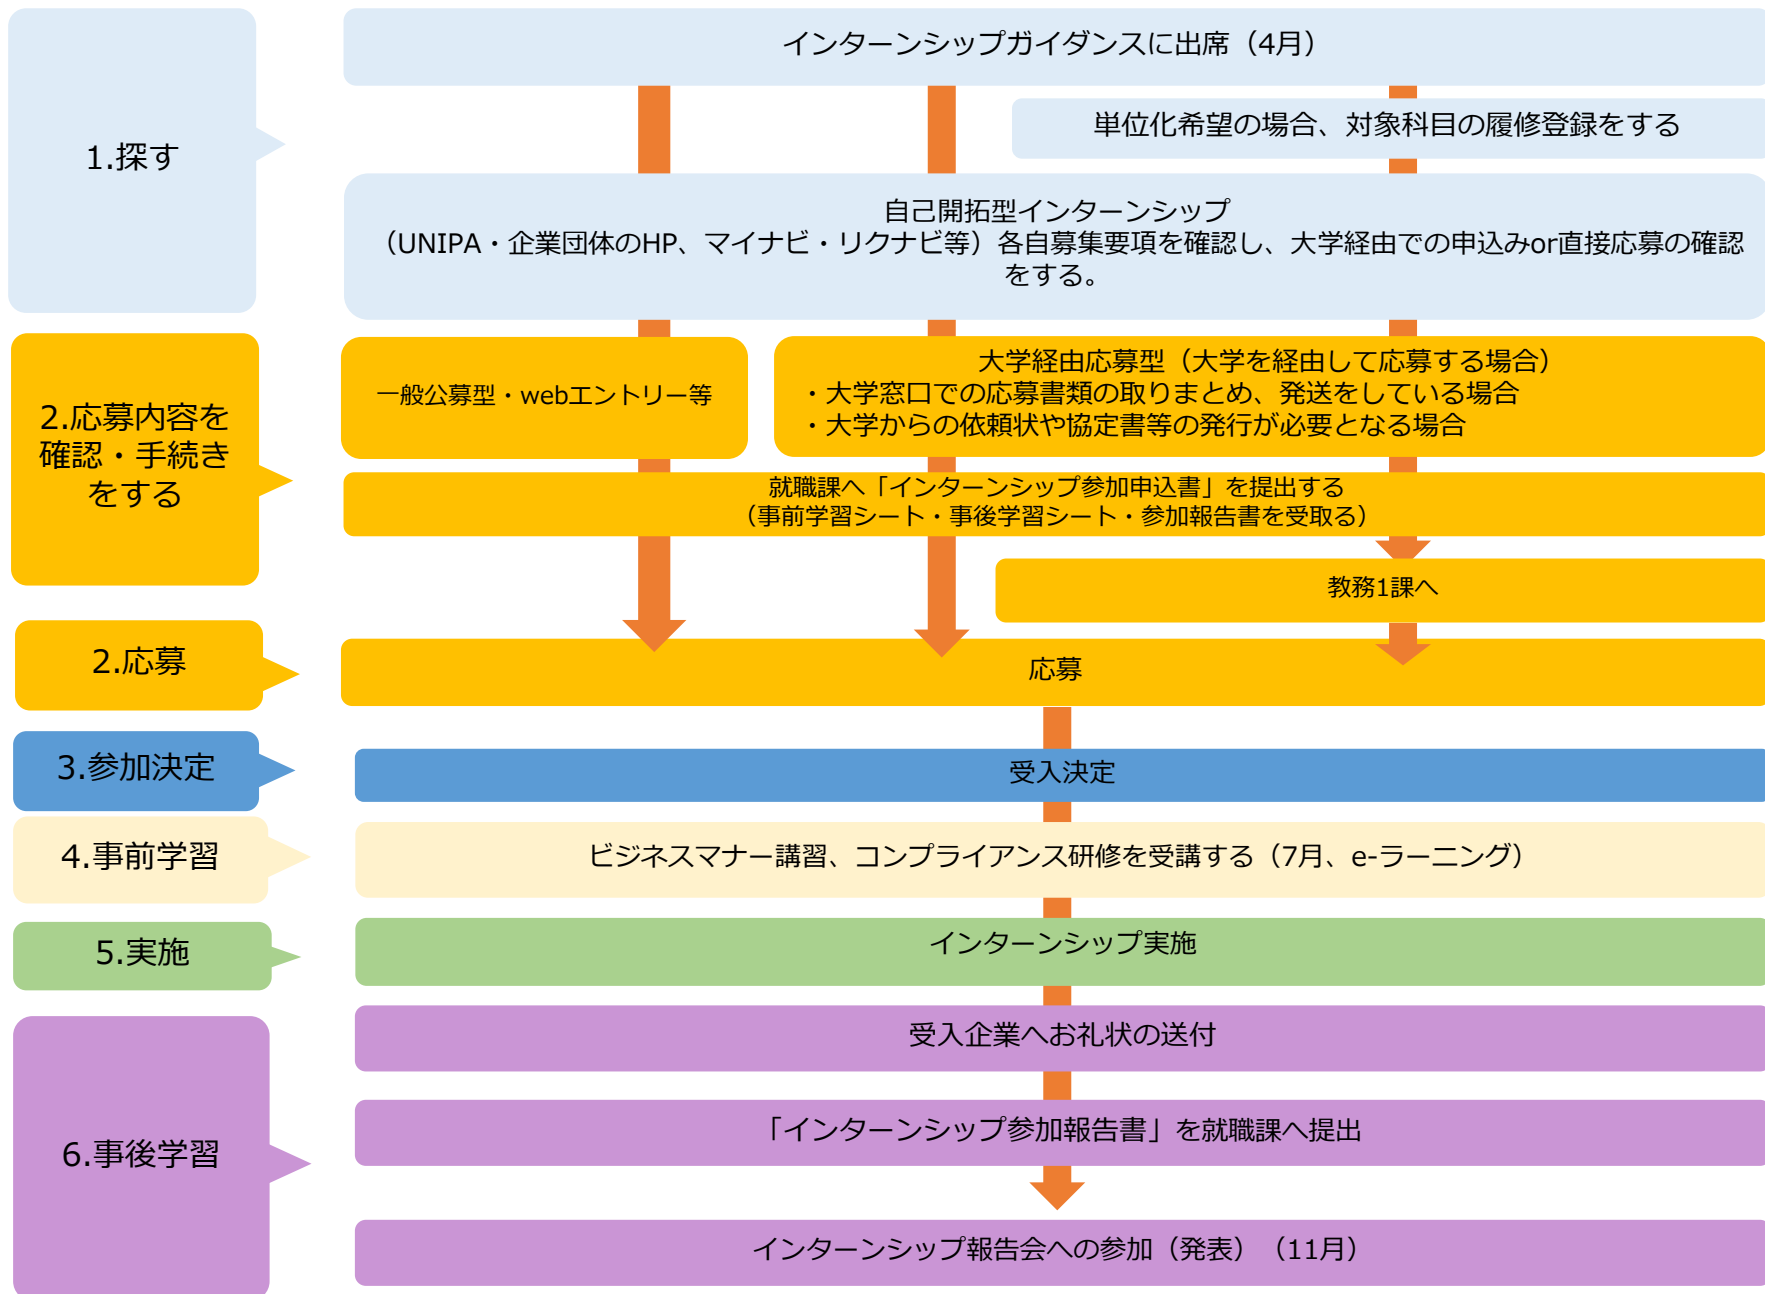 1.探す
インターンシップガイダンスに出席（4月）
単位化希望の場合、対象科目の履修登録をする
自己開拓型インターンシップ
（UNIPA・企業団体のHP、マイナビ・リクナビ等）各自募集要項を確認し、大学経由での申込みor直接応募の確認
をする。
2.応募内容を
確認・手続き
をする
一般公募型・webエントリー等
大学経由応募型（大学を経由して応募する場合）
・大学窓口での応募書類の取りまとめ、発送をしている場合
・大学からの依頼状や協定書等の発行が必要となる場合
就職課へ「インターンシップ参加申込書」を提出する
（事前学習シート・事後学習シート・参加報告書を受取る）
教務1課へ
2.応募
応募
3.参加決定
受入決定
4.事前学習
ビジネスマナー講習、コンプライアンス研修を受講する（7月、e-ラーニング）
5.実施
インターンシップ実施
6.事後学習
受入企業へお礼状の送付
「インターンシップ参加報告書」を就職課へ提出
インターンシップ報告会への参加（発表）（11月）